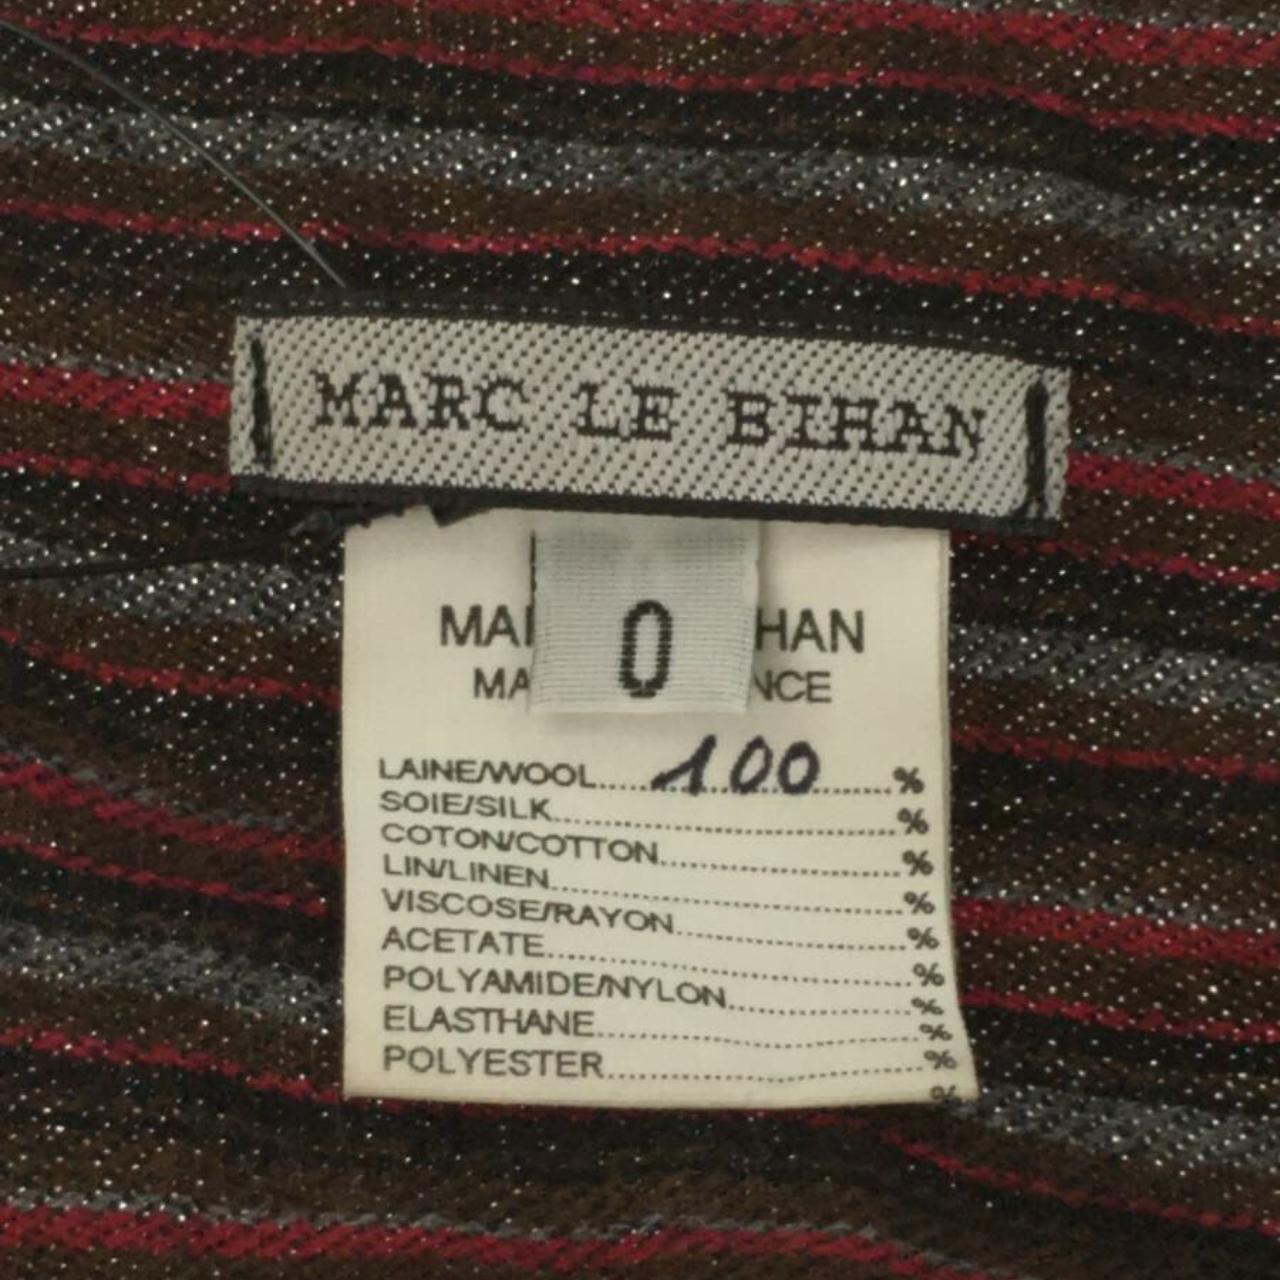 MARC LE BIHAN
0
MA HAN
MA NCE
LAINE/WOOL........100........%
SOIE/SILK........%
COTON/COTTON........%
LIN/LINEN........%
VISCOSE/RAYON........%
ACETATE........%
POLYAMIDE/NYLON........%
ELASTHANE........%
POLYESTER........%
%